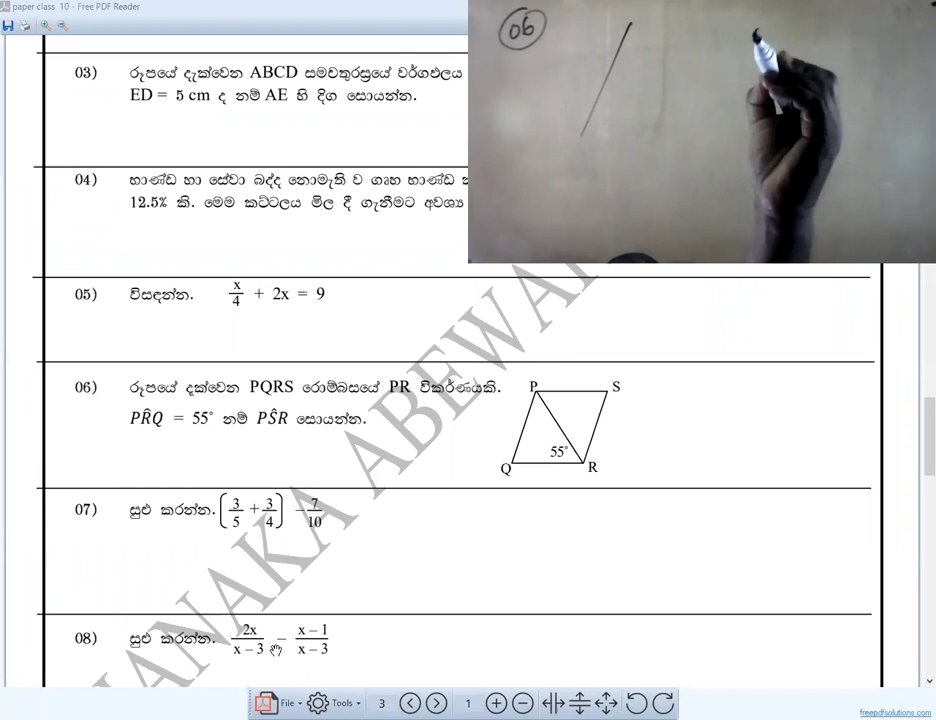 paper class 10 - Free PDF Reader
06
03) රූපයේ දැක්වෙන ABCD සමචතුරස්‍රයේ වර්ගඵලය
ED = 5 cm ද නම් AE හි දිග සොයන්න.
04) භාණ්ඩ හා සේවා බද්ද නොමැති ව ගෘහ භාණ්ඩ
12.5% කි. මෙම කට්ටලය මිල දී ගැනීමට අවශ්‍ය
05) විසඳන්න. x/4 + 2x = 9
06) රූපයේ දැක්වෙන PQRS රොම්බසයේ PR විකර්ණයකි.
PR̂Q = 55° නම් PŜR සොයන්න.
P S
55°
Q R
07) සුළු කරන්න. (3/5 + 3/4) - 7/10
08) සුළු කරන්න. 2x/(x – 3) – (x – 1)/(x – 3)
JANAKA ABEWAR
File Tools 3 1
freepdfsolutions.com